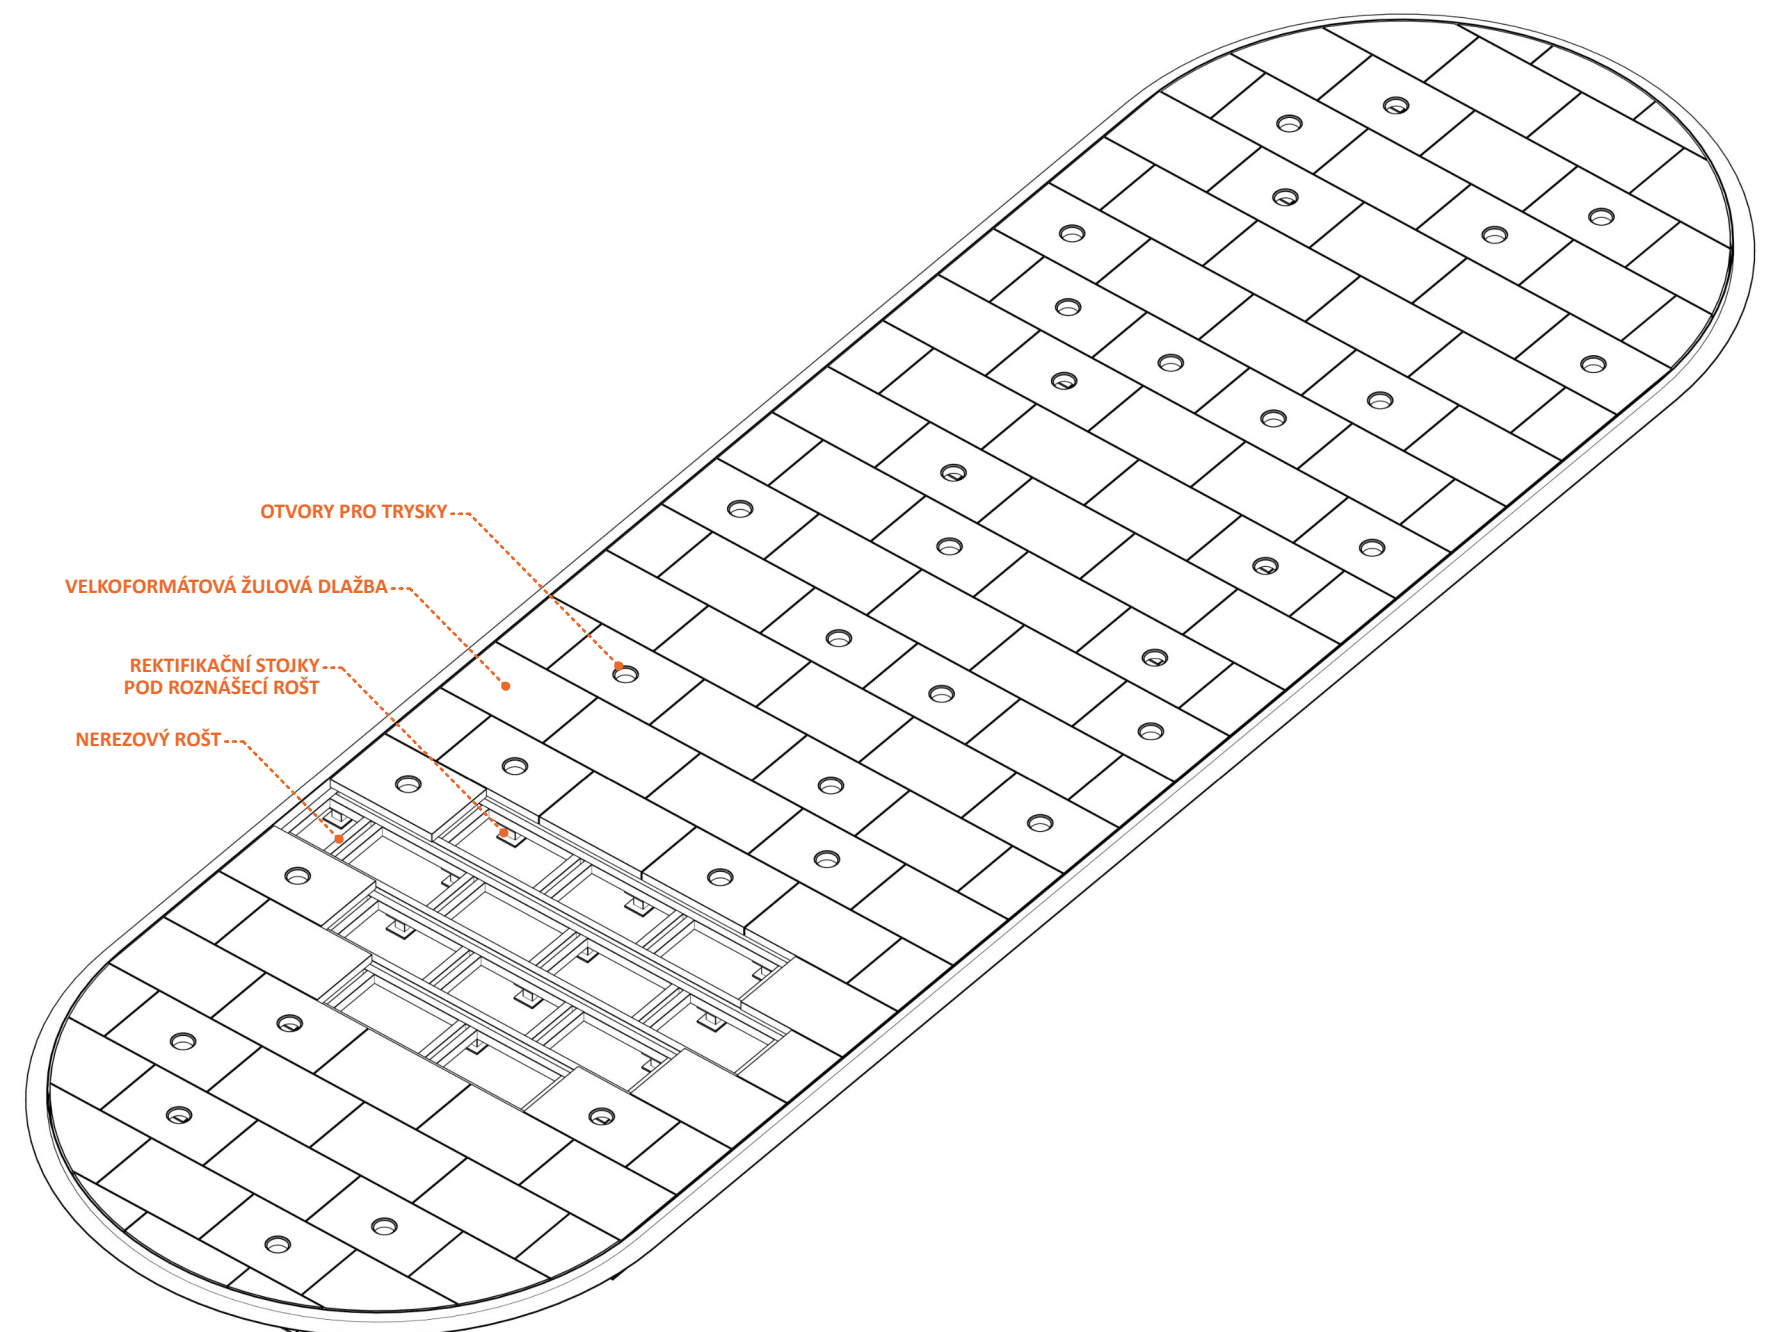 OTVORY PRO TRYSKY
VELKOFORMÁTOVÁ ŽULOVÁ DLAŽBA
REKTIFIKAČNÍ STOJKY
POD ROZNÁŠECÍ ROŠT
NEREZOVÝ ROŠT